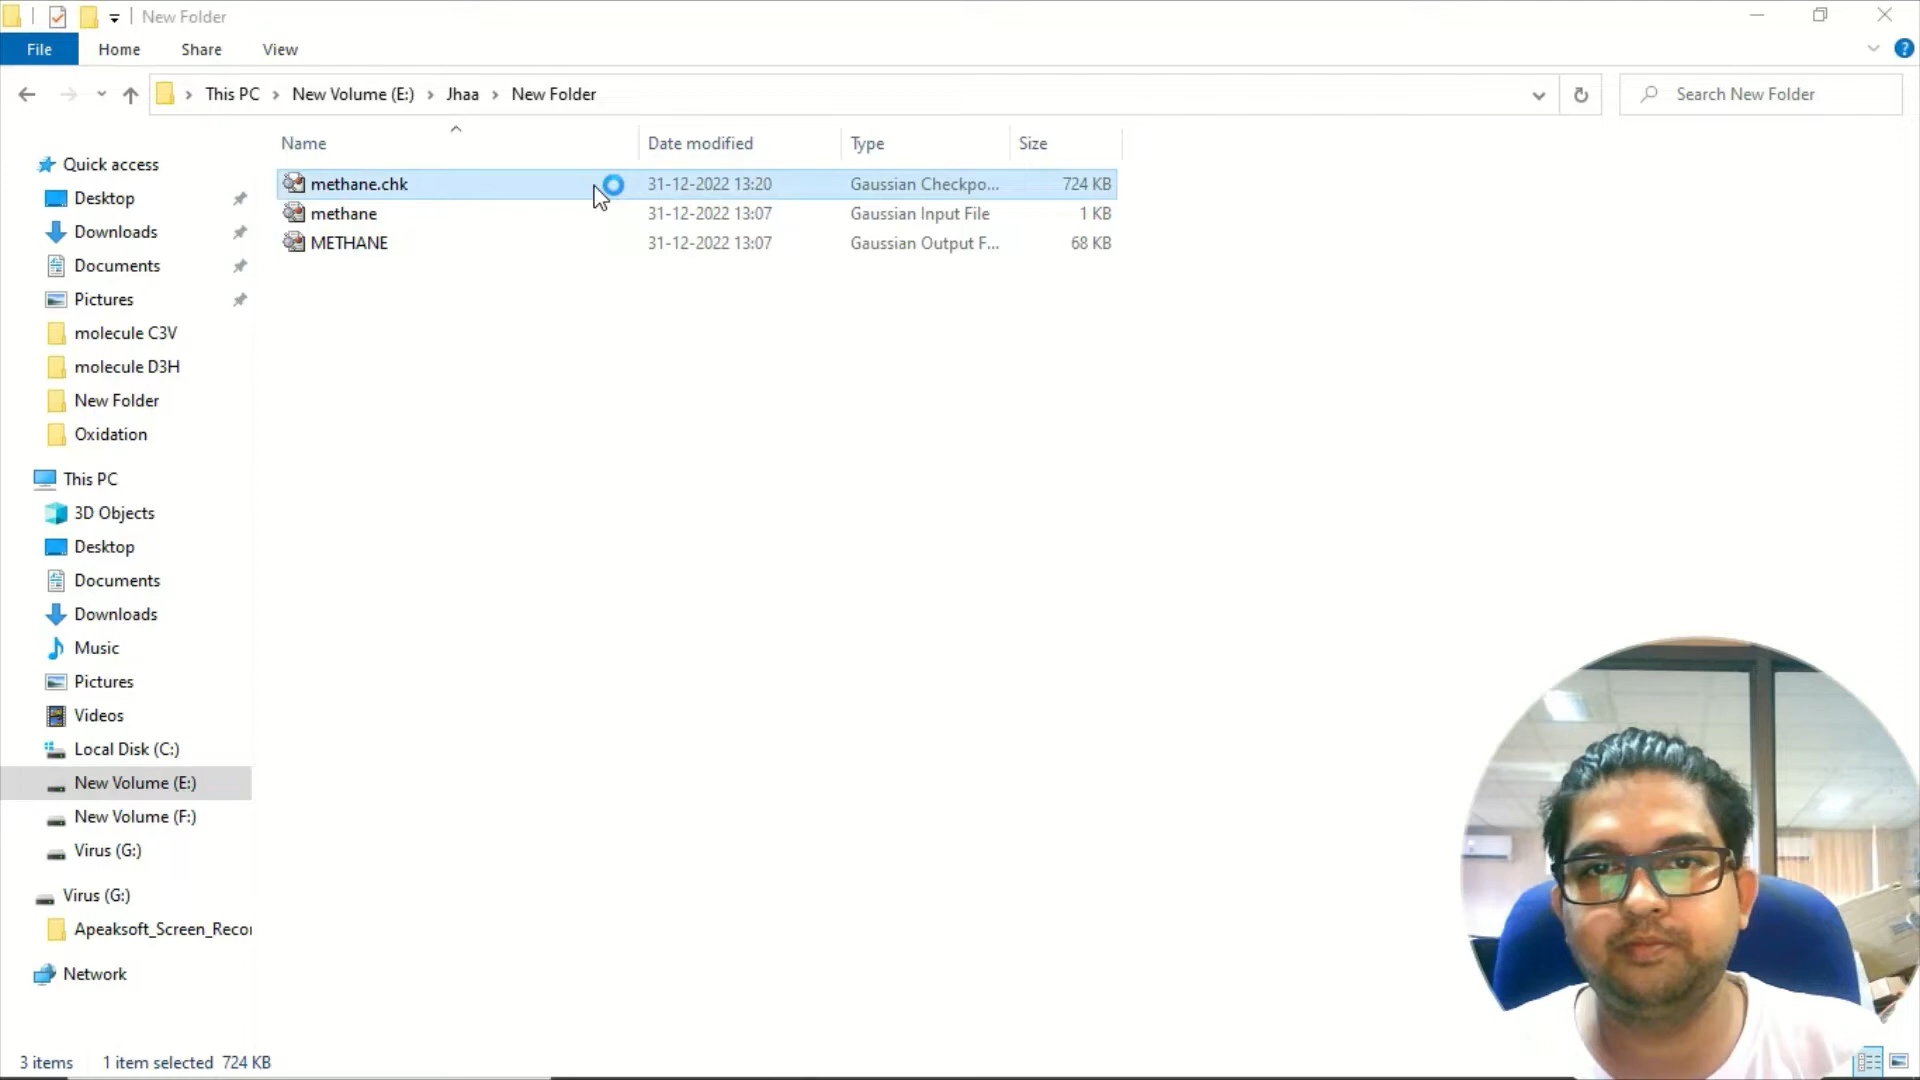 New Folder
File Home Share View
This PC New Volume (E:) Jhaa New Folder Search New Folder
Name Date modified Type Size
methane.chk 31-12-2022 13:20 Gaussian Checkpo... 724 KB
methane 31-12-2022 13:07 Gaussian Input File 1 KB
METHANE 31-12-2022 13:07 Gaussian Output F... 68 KB
Quick access
Desktop
Downloads
Documents
Pictures
molecule C3V
molecule D3H
New Folder
Oxidation
This PC
3D Objects
Desktop
Documents
Downloads
Music
Pictures
Videos
Local Disk (C:)
New Volume (E:)
New Volume (F:)
Virus (G:)
Virus (G:)
Apeaksoft_Screen_Recor
Network
3 items 1 item selected 724 KB